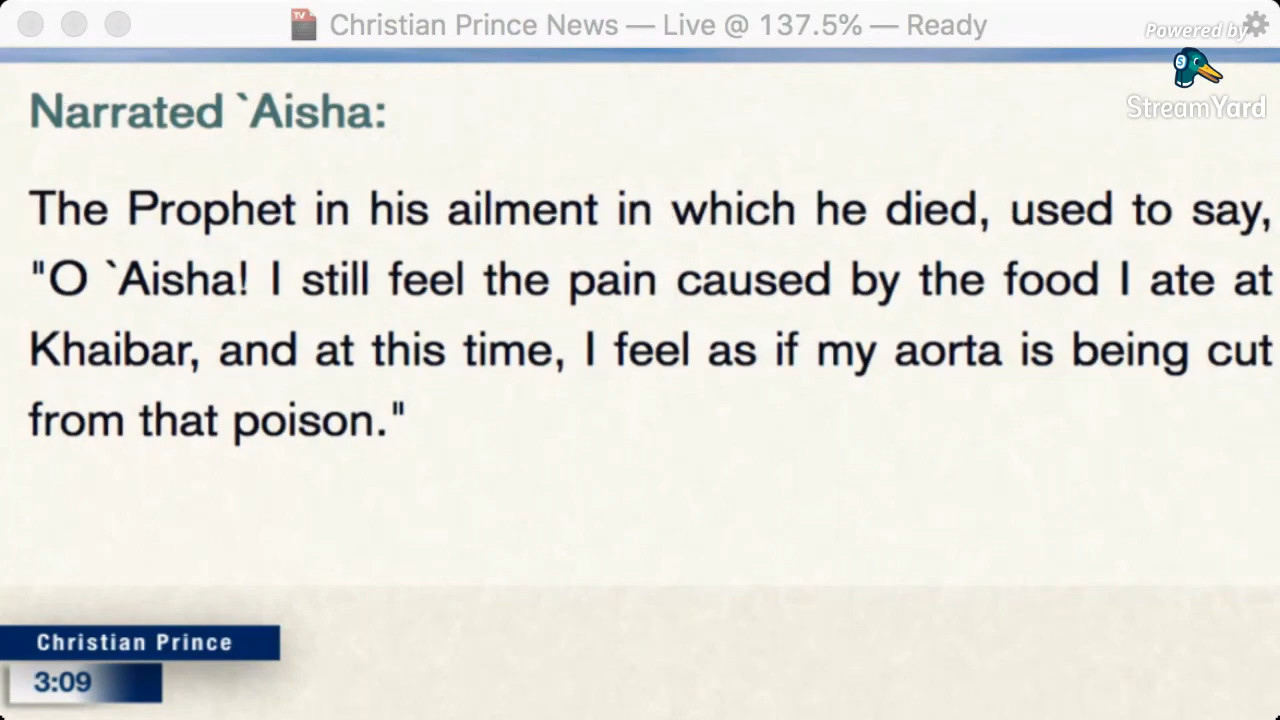 Christian Prince News — Live @ 137.5% — Ready
Powered by
StreamYard
Narrated `Aisha:
The Prophet in his ailment in which he died, used to say,
"O `Aisha! I still feel the pain caused by the food I ate at
Khaibar, and at this time, I feel as if my aorta is being cut
from that poison."
Christian Prince
3:09